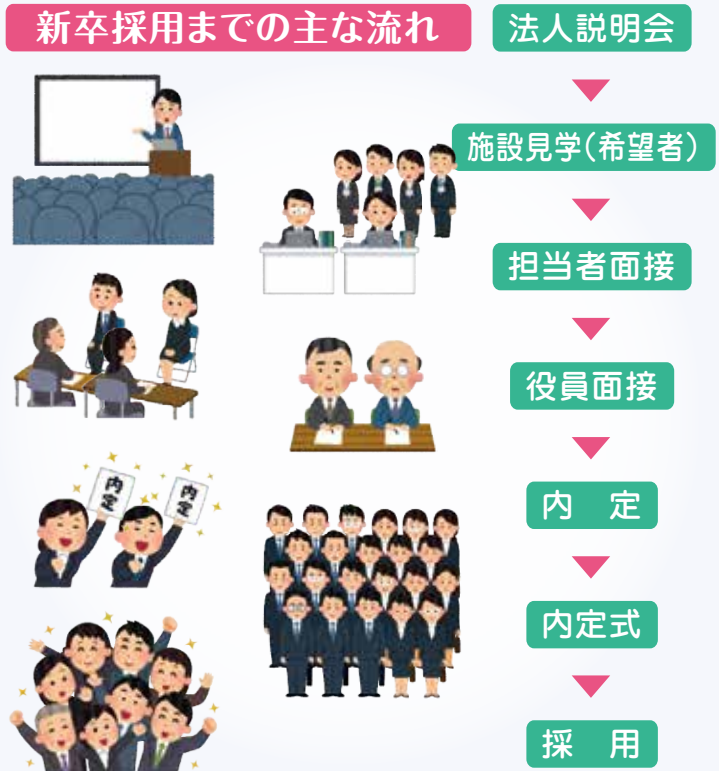 新卒採用までの主な流れ
法人説明会
施設見学(希望者)
担当者面接
役員面接
内　定
内定式
採　用
内定
内定